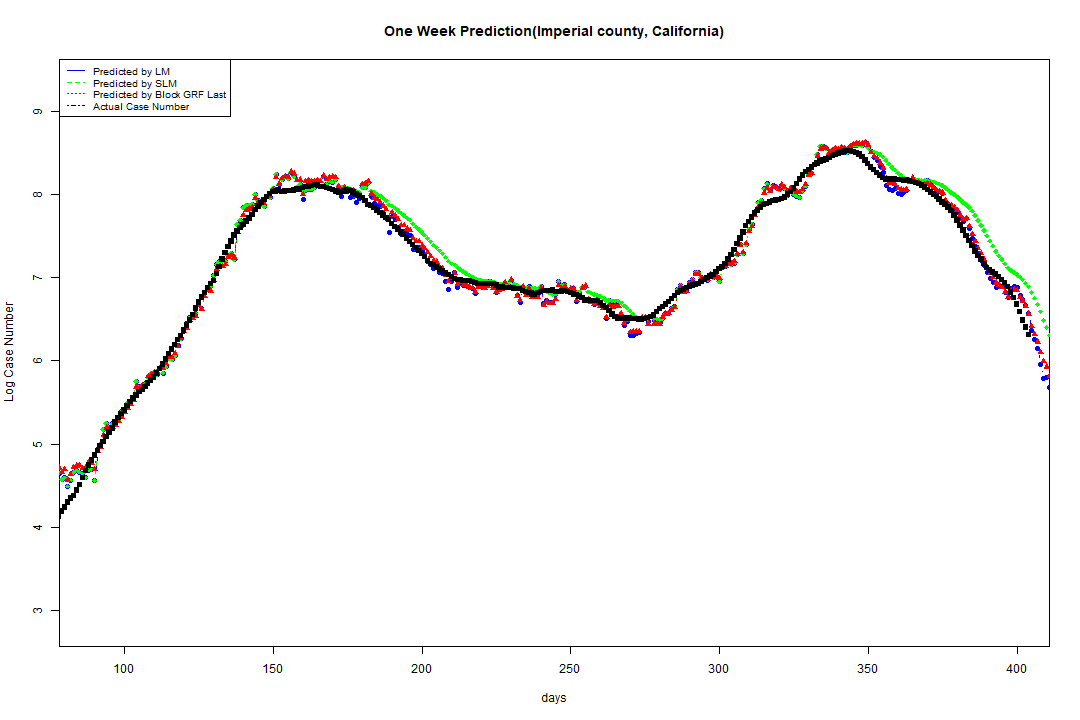 One Week Prediction(Imperial county, California)
Predicted by LM
Predicted by SLM
Predicted by Block GRF Last
Actual Case Number
Log Case Number
9
8
7
6
5
4
3
100 150 200 250 300 350 400
days